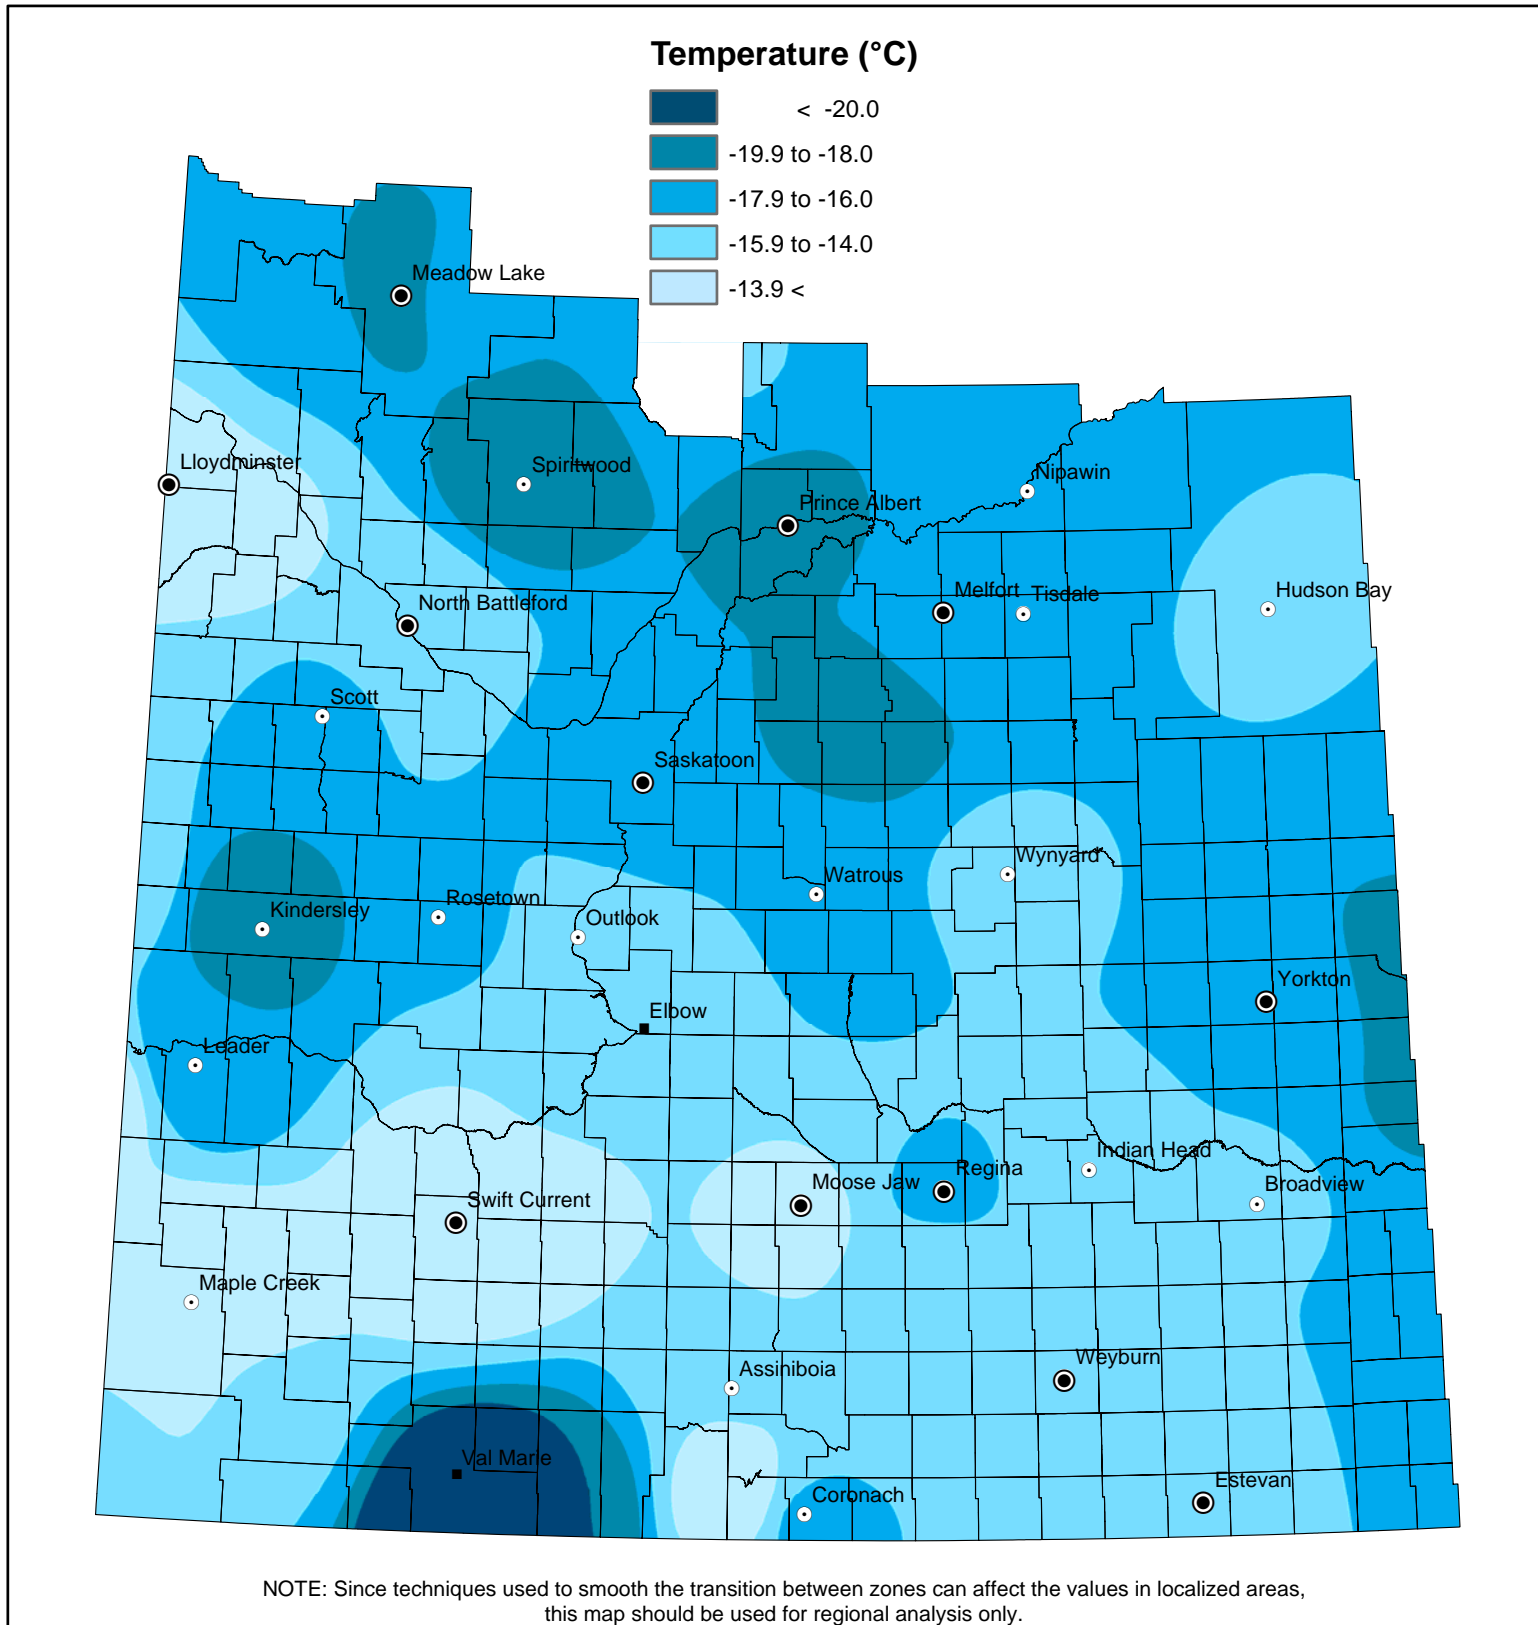 Temperature (°C)
< -20.0
-19.9 to -18.0
-17.9 to -16.0
-15.9 to -14.0
-13.9 <
Meadow Lake
Lloydminster
Spiritwood
Prince Albert
Nipawin
North Battleford
Melfort
Tisdale
Hudson Bay
Scott
Saskatoon
Kindersley
Rosetown
Outlook
Watrous
Wynyard
Yorkton
Elbow
Leader
Swift Current
Moose Jaw
Regina
Indian Head
Broadview
Maple Creek
Assiniboia
Weyburn
Val Marie
Coronach
Estevan
NOTE: Since techniques used to smooth the transition between zones can affect the values in localized areas,
this map should be used for regional analysis only.